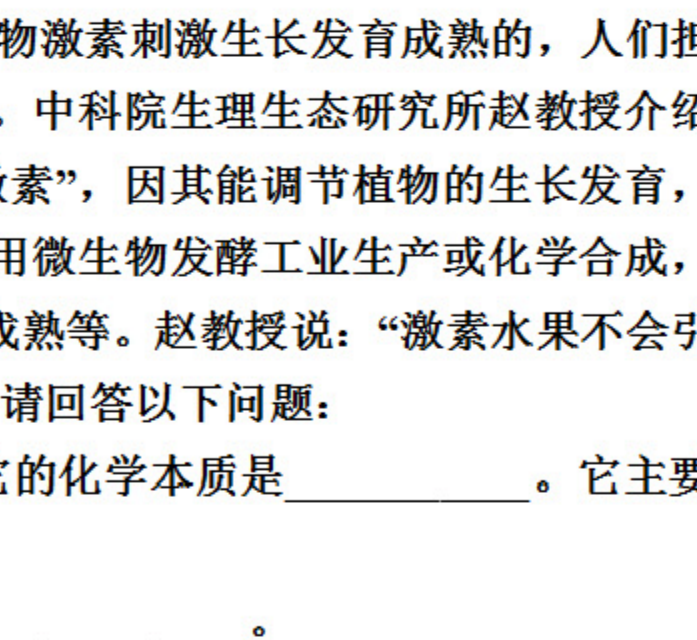 物激素刺激生长发育成熟的，人们担
。中科院生理生态研究所赵教授介绍
激素”，因其能调节植物的生长发育，
用微生物发酵工业生产或化学合成，
成熟等。赵教授说：“激素水果不会引
请回答以下问题：
它的化学本质是__________。它主要
。